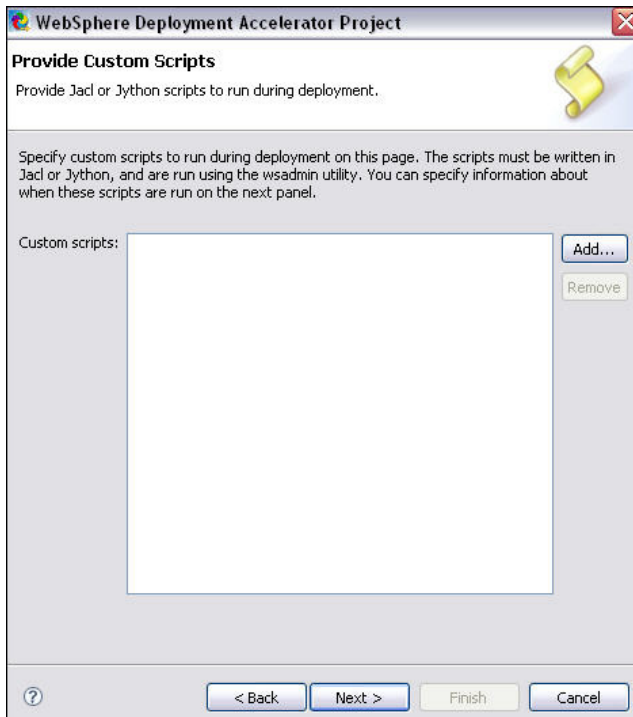 WebSphere Deployment Accelerator Project
Provide Custom Scripts
Provide Jacl or Jython scripts to run during deployment.
Specify custom scripts to run during deployment on this page. The scripts must be written in
Jacl or Jython, and are run using the wsadmin utility. You can specify information about
when these scripts are run on the next panel.
Custom scripts:
Add...
Remove
?
< Back
Next >
Finish
Cancel